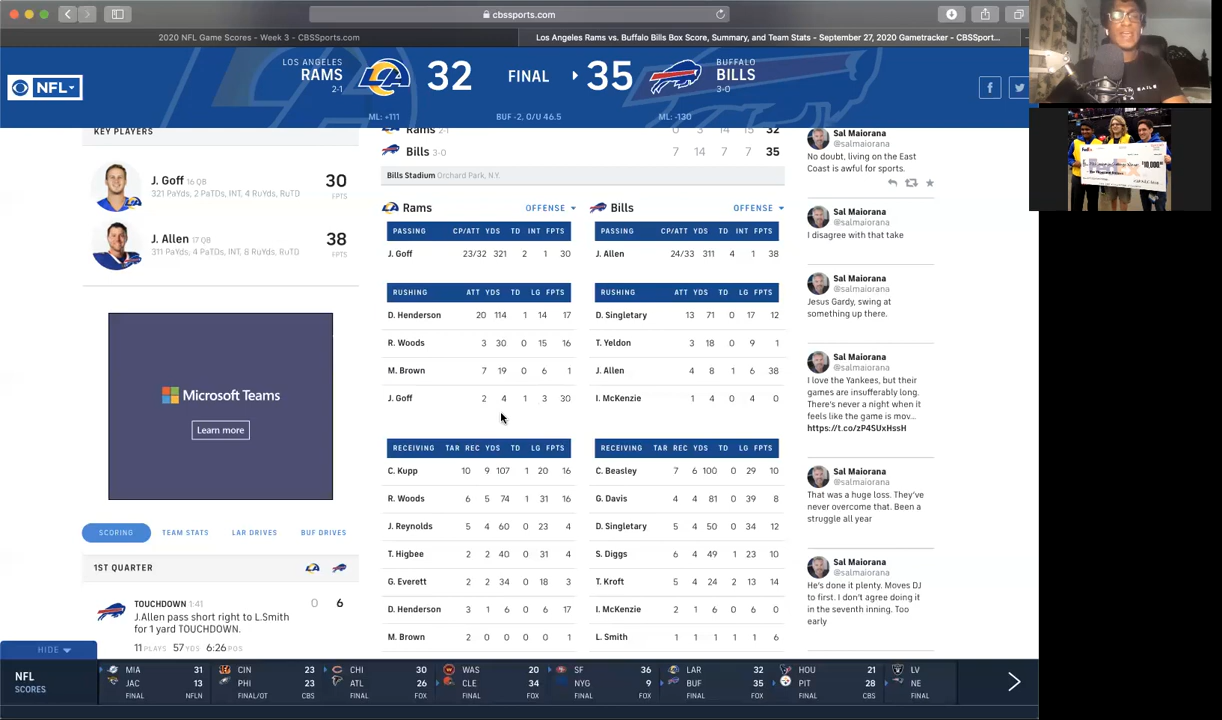 cbssports.com
2020 NFL Game Scores - Week 3 - CBSSports.com
Los Angeles Rams vs. Buffalo Bills Box Score, Summary, and Team Stats - September 27, 2020 Gametracker - CBSSport...
NFL
LOS ANGELES
RAMS
2-1
32
FINAL
35
BUFFALO
BILLS
3-0
ML: +111
BUF -2, O/U 46.5
ML: -130
KEY PLAYERS
J. Goff 16 QB
321 PaYds, 2 PaTDs, INT, 4 RuYds, RuTD
30
FPTS
J. Allen 17 QB
311 PaYds, 4 PaTDs, INT, 8 RuYds, RuTD
38
FPTS
Microsoft Teams
Learn more
SCORING TEAM STATS LAR DRIVES BUF DRIVES
1ST QUARTER
TOUCHDOWN 1:41
0 6
J.Allen pass short right to L.Smith
for 1 yard TOUCHDOWN.
11 PLAYS 57 YDS 6:26 POS
HIDE
Rams 2-1 0 3 14 15 32
Bills 3-0 7 14 7 7 35
Bills Stadium Orchard Park, N.Y.
Rams OFFENSE
PASSING CP/ATT YDS TD INT FPTS
J. Goff 23/32 321 2 1 30
RUSHING ATT YDS TD LG FPTS
D. Henderson 20 114 1 14 17
R. Woods 3 30 0 15 16
M. Brown 7 19 0 6 1
J. Goff 2 4 1 3 30
RECEIVING TAR REC YDS TD LG FPTS
C. Kupp 10 9 107 1 20 16
R. Woods 6 5 74 1 31 16
J. Reynolds 5 4 60 0 23 4
T. Higbee 2 2 40 0 31 4
G. Everett 2 2 34 0 18 3
D. Henderson 3 1 6 0 6 17
M. Brown 2 0 0 0 0 1
Bills OFFENSE
PASSING CP/ATT YDS TD INT FPTS
J. Allen 24/33 311 4 1 38
RUSHING ATT YDS TD LG FPTS
D. Singletary 13 71 0 17 12
T. Yeldon 3 18 0 9 1
J. Allen 4 8 1 6 38
I. McKenzie 1 4 0 4 0
RECEIVING TAR REC YDS TD LG FPTS
C. Beasley 7 6 100 0 29 10
G. Davis 4 4 81 0 39 8
D. Singletary 5 4 50 0 34 12
S. Diggs 6 4 49 1 23 10
T. Kroft 5 4 24 2 13 14
I. McKenzie 2 1 6 0 6 0
L. Smith 1 1 1 1 1 6
Sal Maiorana
@salmaiorana
No doubt, living on the East
Coast is awful for sports.
Sal Maiorana
@salmaiorana
I disagree with that take
Sal Maiorana
@salmaiorana
Jesus Gardy, swing at
something up there.
Sal Maiorana
@salmaiorana
I love the Yankees, but their
games are insufferably long.
There's never a night when it
feels like the game is mov...
https://t.co/zP4SUxHssH
Sal Maiorana
@salmaiorana
That was a huge loss. They've
never overcome that. Been a
struggle all year
Sal Maiorana
@salmaiorana
He's done it plenty. Moves DJ
to first. I don't agree doing it
in the seventh inning. Too
early
FedEx
$10,000.
NFL
SCORES
MIA 31
JAC 13
FINAL NFLN
CIN 23
PHI 23
FINAL/OT CBS
CHI 30
ATL 26
FINAL FOX
WAS 20
CLE 34
FINAL FOX
SF 36
NYG 9
FINAL FOX
LAR 32
BUF 35
FINAL FOX
HOU 21
PIT 28
FINAL CBS
LV
NE
FINAL